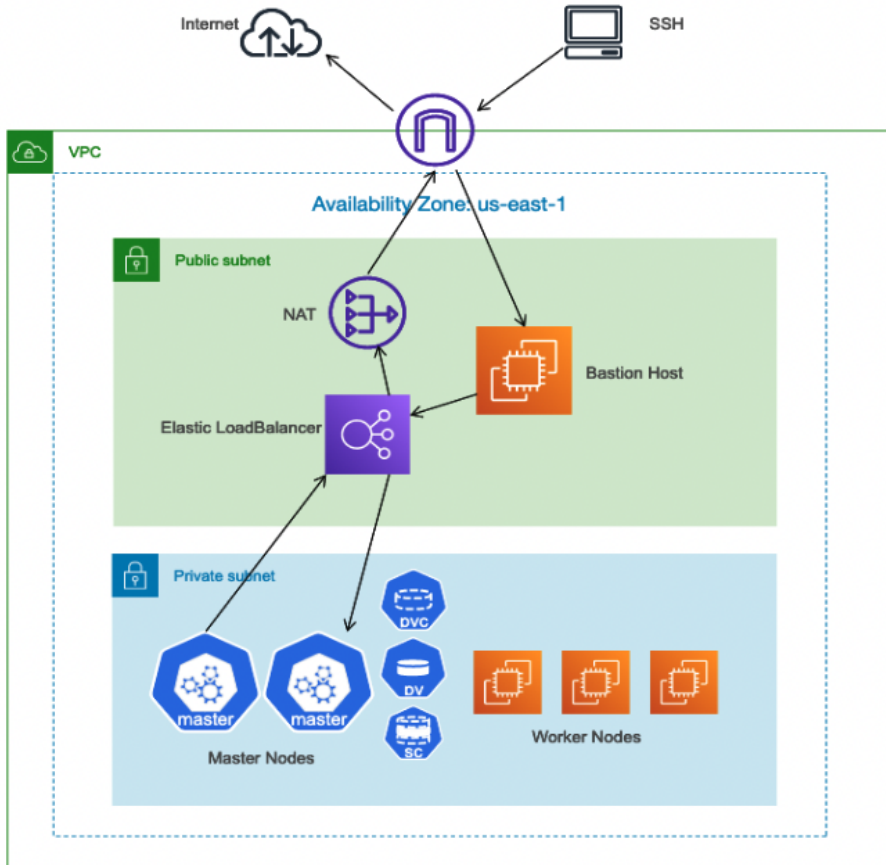 Internet
SSH
VPC
Availability Zone: us-east-1
Public subnet
NAT
Bastion Host
Elastic LoadBalancer
Private subnet
DVC
DV
SC
master
master
Master Nodes
Worker Nodes